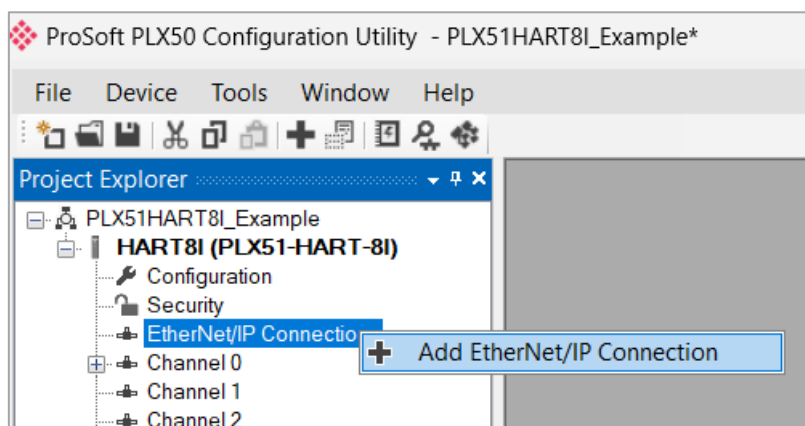 ProSoft PLX50 Configuration Utility - PLX51HART8I_Example*
File Device Tools Window Help
Project Explorer
PLX51HART8I_Example
HART8I (PLX51-HART-8I)
Configuration
Security
EtherNet/IP Connectio
Add EtherNet/IP Connection
Channel 0
Channel 1
Channel 2